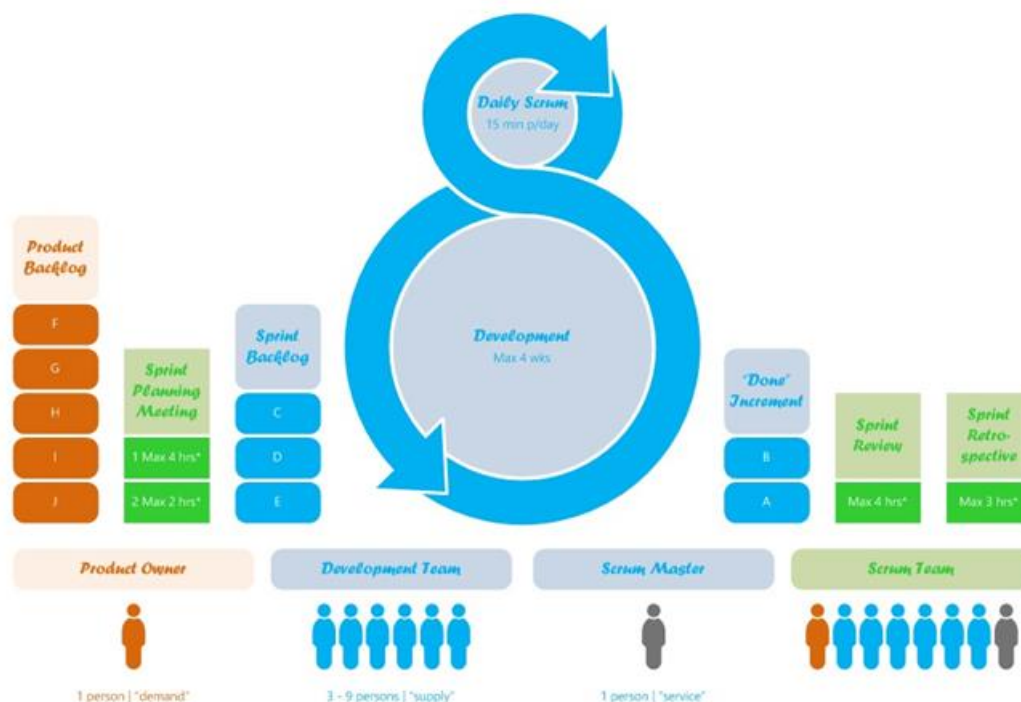 Daily Scrum
15 min p/day
Product
Backlog
F
G
H
I
J
Sprint
Planning
Meeting
1 Max 4 hrs*
2 Max 2 hrs*
Sprint
Backlog
C
D
E
Development
Max 4 wks
"Done"
Increment
B
A
Sprint
Review
Max 4 hrs*
Sprint
Retro-
spective
Max 3 hrs*
Product Owner
Development Team
Scrum Master
Scrum Team
1 person | "demand"
3 - 9 persons | "supply"
1 person | "service"